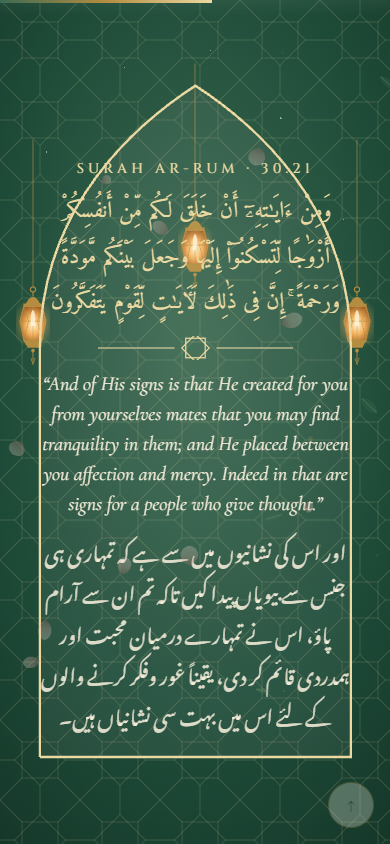 SURAH AR-RUM · 30:21
وَمِنْ ءَايَـٰتِهِۦٓ أَنْ خَلَقَ لَكُم مِّنْ أَنفُسِكُمْ
أَزْوَٰجًا لِّتَسْكُنُوٓا۟ إِلَيْهَا وَجَعَلَ بَيْنَكُم مَّوَدَّةً
وَرَحْمَةً ۚ إِنَّ فِى ذَٰلِكَ لَـَٔايَـٰتٍ لِّقَوْمٍ يَتَفَكَّرُونَ
“And of His signs is that He created for you
from yourselves mates that you may find
tranquility in them; and He placed between
you affection and mercy. Indeed in that are
signs for a people who give thought.”
اور اس کی نشانیوں میں سے ہے کہ تمہاری ہی
جنس سے بیویاں پیدا کیں تاکہ تم ان سے آرام
پاؤ، اس نے تمہارے درمیان محبت اور
ہمدردی قائم کر دی، یقیناً غور وفکر کرنے والوں
کے لئے اس میں بہت سی نشانیاں ہیں۔
↑